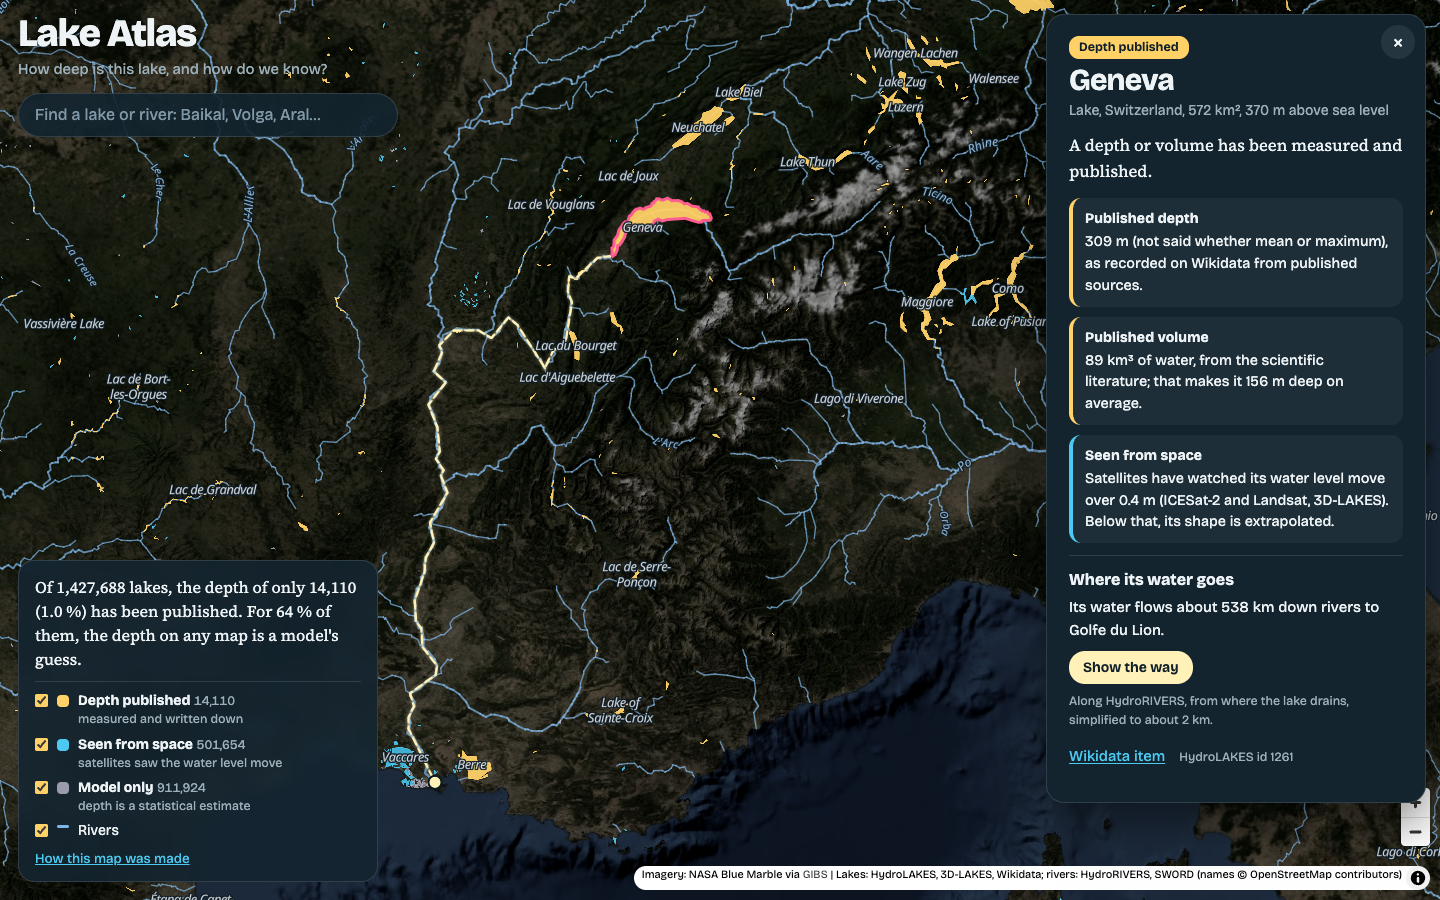 Lake Atlas
How deep is this lake, and how do we know?
Find a lake or river: Baikal, Volga, Aral...
Wangen Lachen
Lake Zug
Walensee
Lake Biel
Luzern
Neuchatel
Rhine
Lake Thun
Aare
Lac de Joux
Ticino
Le Cher
L'Allier
Lac de Vouglans
Geneva
La Creuse
Como
Maggiore
Vassivière Lake
Lake of Pusian
Lac du Bourget
Lac d'Aiguebelette
Lac de Bort-
les-Orgues
Lago di Viverone
L'Arc
Po
Lac de Grandval
Orba
Lac de Serre-
Ponçon
Lake of
Sainte-Croix
Vaccares
Berre
Étang de Canet
Lago di Cor
Of 1,427,688 lakes, the depth of only 14,110
(1.0 %) has been published. For 64 % of
them, the depth on any map is a model's
guess.
Depth published 14,110
measured and written down
Seen from space 501,654
satellites saw the water level move
Model only 911,924
depth is a statistical estimate
Rivers
How this map was made
Depth published
×
Geneva
Lake, Switzerland, 572 km², 370 m above sea level
A depth or volume has been measured and
published.
Published depth
309 m (not said whether mean or maximum),
as recorded on Wikidata from published
sources.
Published volume
89 km³ of water, from the scientific
literature; that makes it 156 m deep on
average.
Seen from space
Satellites have watched its water level move
over 0.4 m (ICESat-2 and Landsat, 3D-LAKES).
Below that, its shape is extrapolated.
Where its water goes
Its water flows about 538 km down rivers to
Golfe du Lion.
Show the way
Along HydroRIVERS, from where the lake drains,
simplified to about 2 km.
Wikidata item HydroLAKES id 1261
Imagery: NASA Blue Marble via GIBS | Lakes: HydroLAKES, 3D-LAKES, Wikidata; rivers: HydroRIVERS, SWORD (names © OpenStreetMap contributors)